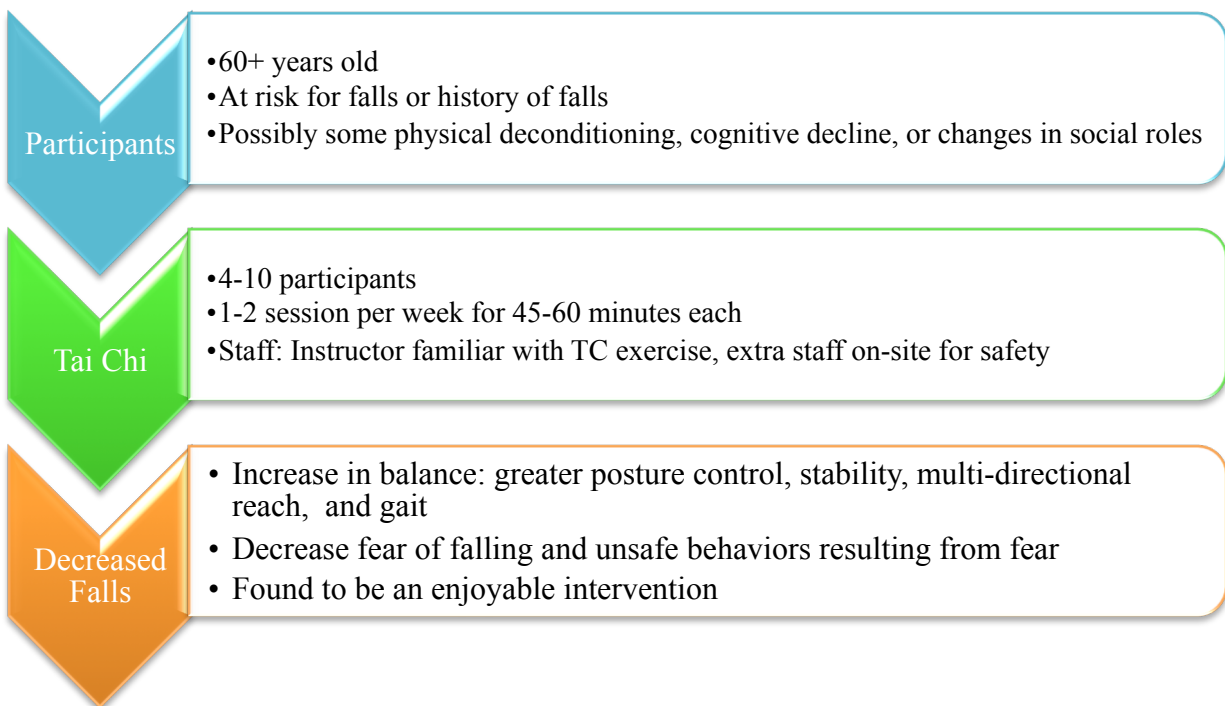 Participants
•60+ years old
•At risk for falls or history of falls
•Possibly some physical deconditioning, cognitive decline, or changes in social roles
Tai Chi
•4-10 participants
•1-2 session per week for 45-60 minutes each
•Staff: Instructor familiar with TC exercise, extra staff on-site for safety
Decreased
Falls
• Increase in balance: greater posture control, stability, multi-directional
reach, and gait
• Decrease fear of falling and unsafe behaviors resulting from fear
• Found to be an enjoyable intervention